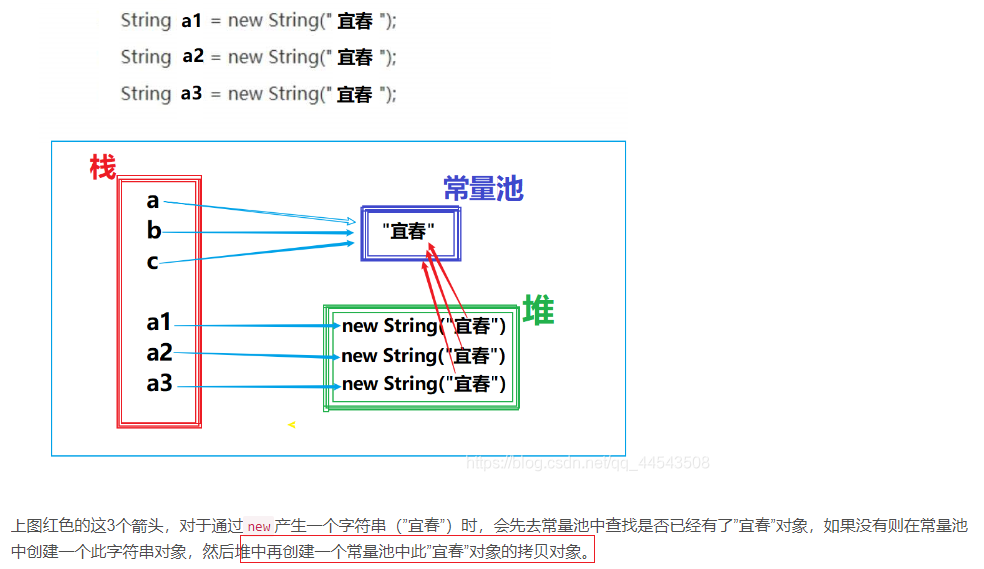 String a1 = new String(" 宜春 ");
String a2 = new String(" 宜春 ");
String a3 = new String(" 宜春 ");
栈
常量池
a
"宜春"
b
c
堆
a1
new String("宜春")
a2
new String("宜春")
a3
new String("宜春")
https://blog.csdn.net/qq_44543508
上图红色的这3个箭头，对于通过 new 产生一个字符串（”宜春”）时，会先去常量池中查找是否已经有了”宜春”对象，如果没有则在常量池
中创建一个此字符串对象，然后堆中再创建一个常量池中此”宜春”对象的拷贝对象。